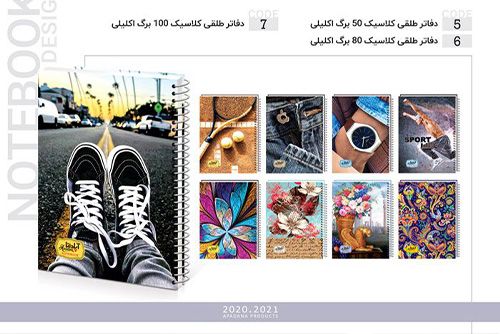 NOTEBOOK
DESIGN
CODE
7
دفاتر طلقی کلاسیک 100 برگ اکلیلی
CODE
5
دفاتر طلقی کلاسیک 50 برگ اکلیلی
6
دفاتر طلقی کلاسیک 80 برگ اکلیلی
SPORT
2020.2021
APADANA PRODUCTS